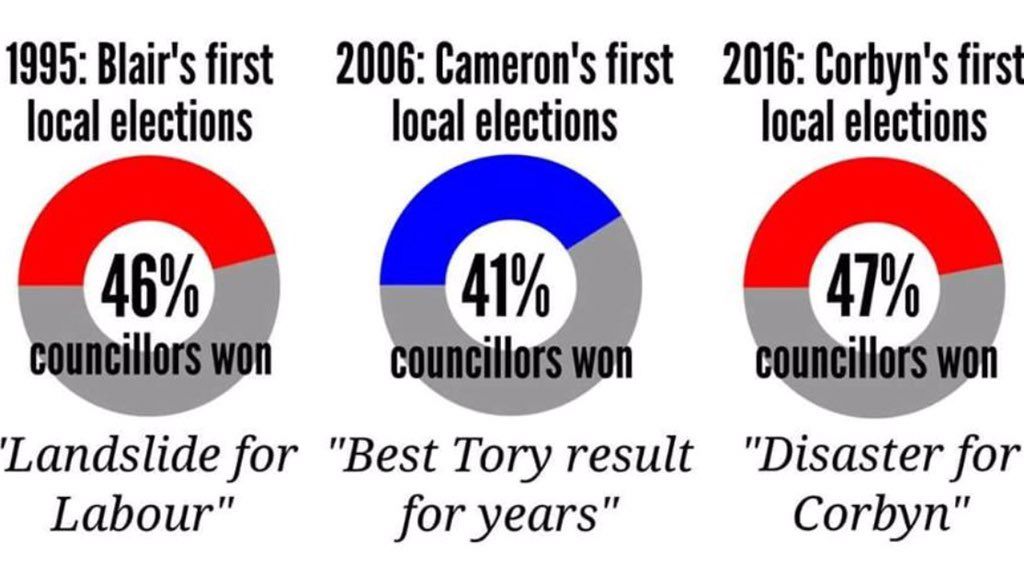 1995: Blair's first
local elections
46%
councillors won
"Landslide for
Labour"
2006: Cameron's first
local elections
41%
councillors won
"Best Tory result
for years"
2016: Corbyn's first
local elections
47%
councillors won
"Disaster for
Corbyn"